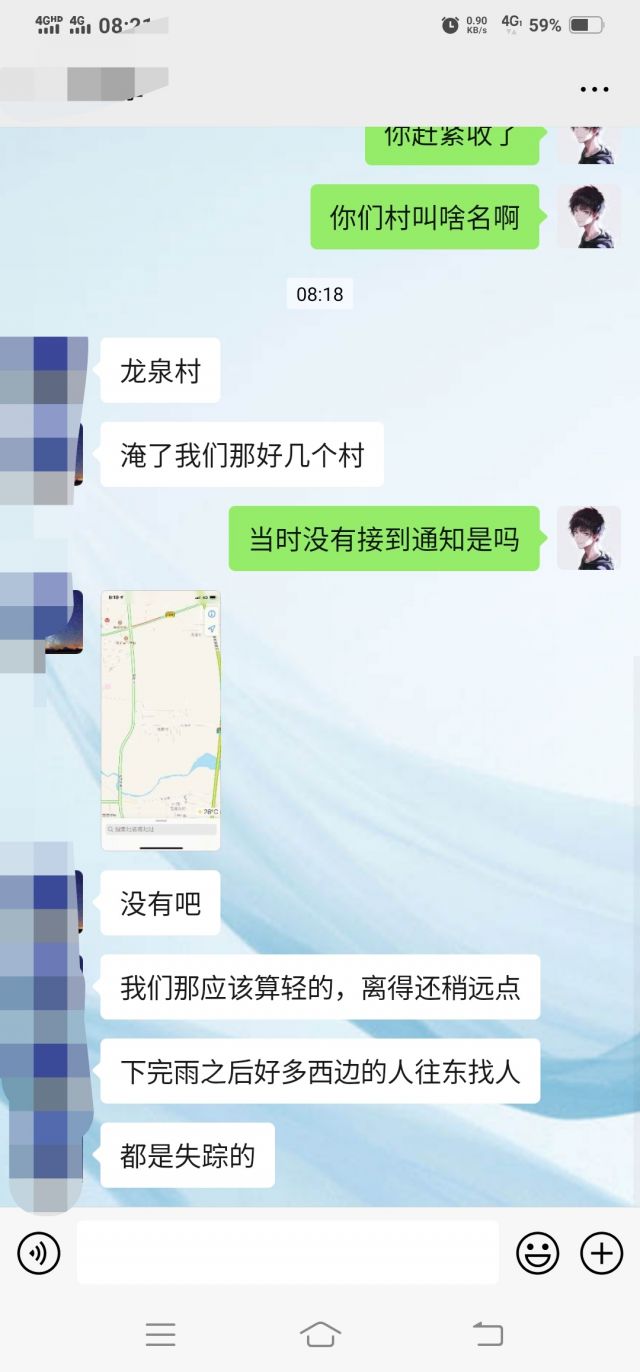 4GHD 4G 08:21
0.90 KB/s 4G 59%
你赶紧收了
你们村叫啥名啊
08:18
龙泉村
淹了我们那好几个村
当时没有接到通知是吗
没有吧
我们那应该算轻的，离得还稍远点
下完雨之后好多西边的人往东找人
都是失踪的